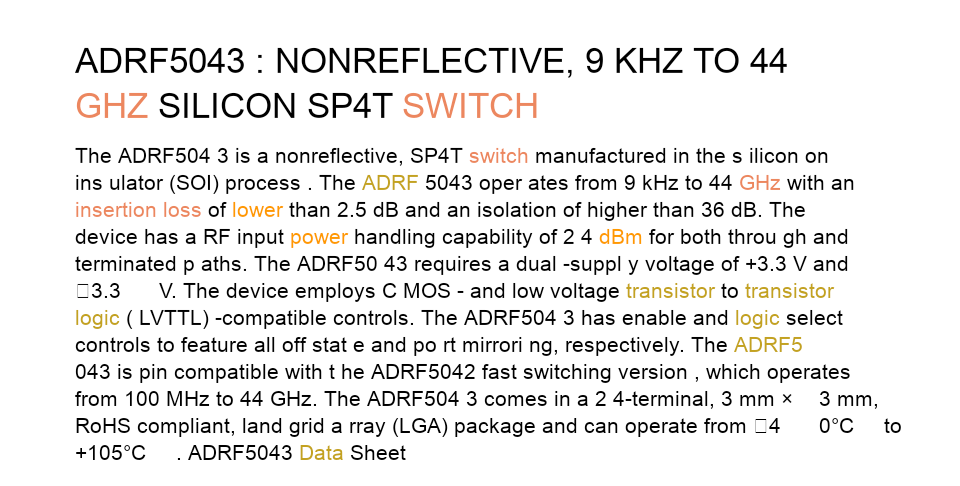 ADRF5043 : NONREFLECTIVE, 9 KHZ TO 44
GHZ SILICON SP4T SWITCH
The ADRF504 3 is a nonreflective, SP4T switch manufactured in the s ilicon on
ins ulator (SOI) process . The ADRF 5043 oper ates from 9 kHz to 44 GHz with an
insertion loss of lower than 2.5 dB and an isolation of higher than 36 dB. The
device has a RF input power handling capability of 2 4 dBm for both throu gh and
terminated p aths. The ADRF50 43 requires a dual -suppl y voltage of +3.3 V and
□3.3 V. The device employs C MOS - and low voltage transistor to transistor
logic ( LVTTL) -compatible controls. The ADRF504 3 has enable and logic select
controls to feature all off stat e and po rt mirrori ng, respectively. The ADRF5
043 is pin compatible with t he ADRF5042 fast switching version , which operates
from 100 MHz to 44 GHz. The ADRF504 3 comes in a 2 4-terminal, 3 mm × 3 mm,
RoHS compliant, land grid a rray (LGA) package and can operate from □4 0°C to
+105°C . ADRF5043 Data Sheet